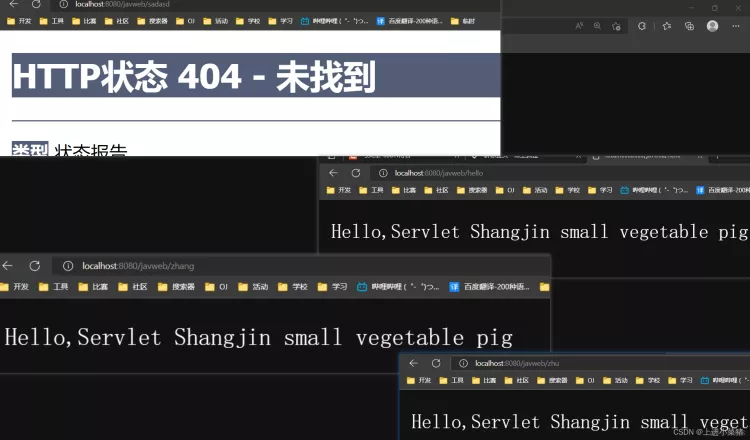 localhost:8080/javweb/sadasd
开发 工具 比赛 社区 搜索器 OJ 活动 学校 学习 哔哩哔哩 (゜-゜)つ... 译 百度翻译-200种语... 临时
HTTP状态 404 - 未找到
类型 状态报告
localhost:8080/javweb/hello
开发 工具 比赛 社区 搜索器 OJ 活动 学校 学习 哔哩哔哩 (゜-゜)つ... 译 百度翻译-200
Hello,Servlet Shangjin small vegetable pig
localhost:8080/javweb/zhang
开发 工具 比赛 社区 搜索器 OJ 活动 学校 学习 哔哩哔哩 (゜-゜)つ... 译 百度翻译-200种语...
Hello,Servlet Shangjin small vegetable pig
localhost:8080/javweb/zhu
开发 工具 比赛 社区 搜索器 OJ 活动 学校 学习 哔哩哔哩 (゜-
Hello,Servlet Shangjin small veget
CSDN @上进小菜猪